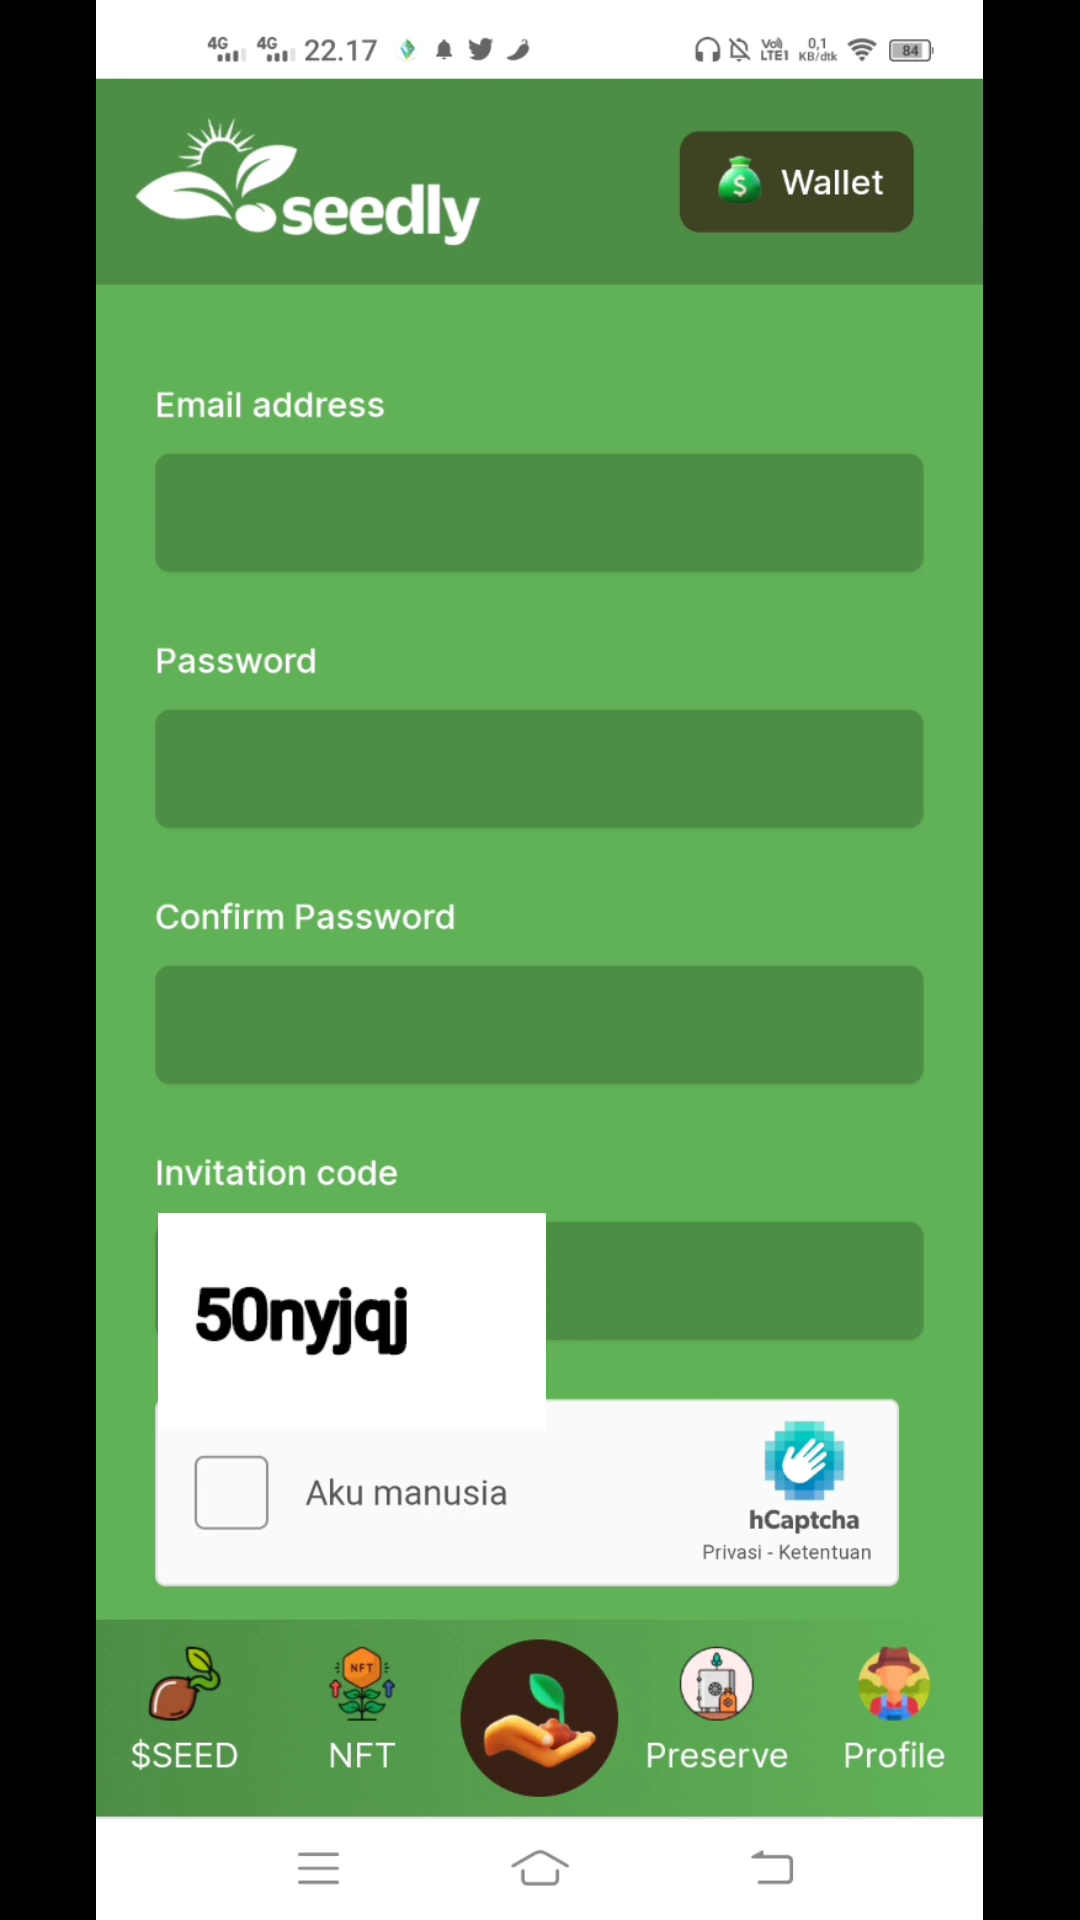 4G 4G 22.17 Vo) LTE1 0,1 KB/dtk 84
seedly
Wallet
Email address
Password
Confirm Password
Invitation code
50nyjqj
Aku manusia
hCaptcha
Privasi - Ketentuan
NFT
$SEED NFT Preserve Profile